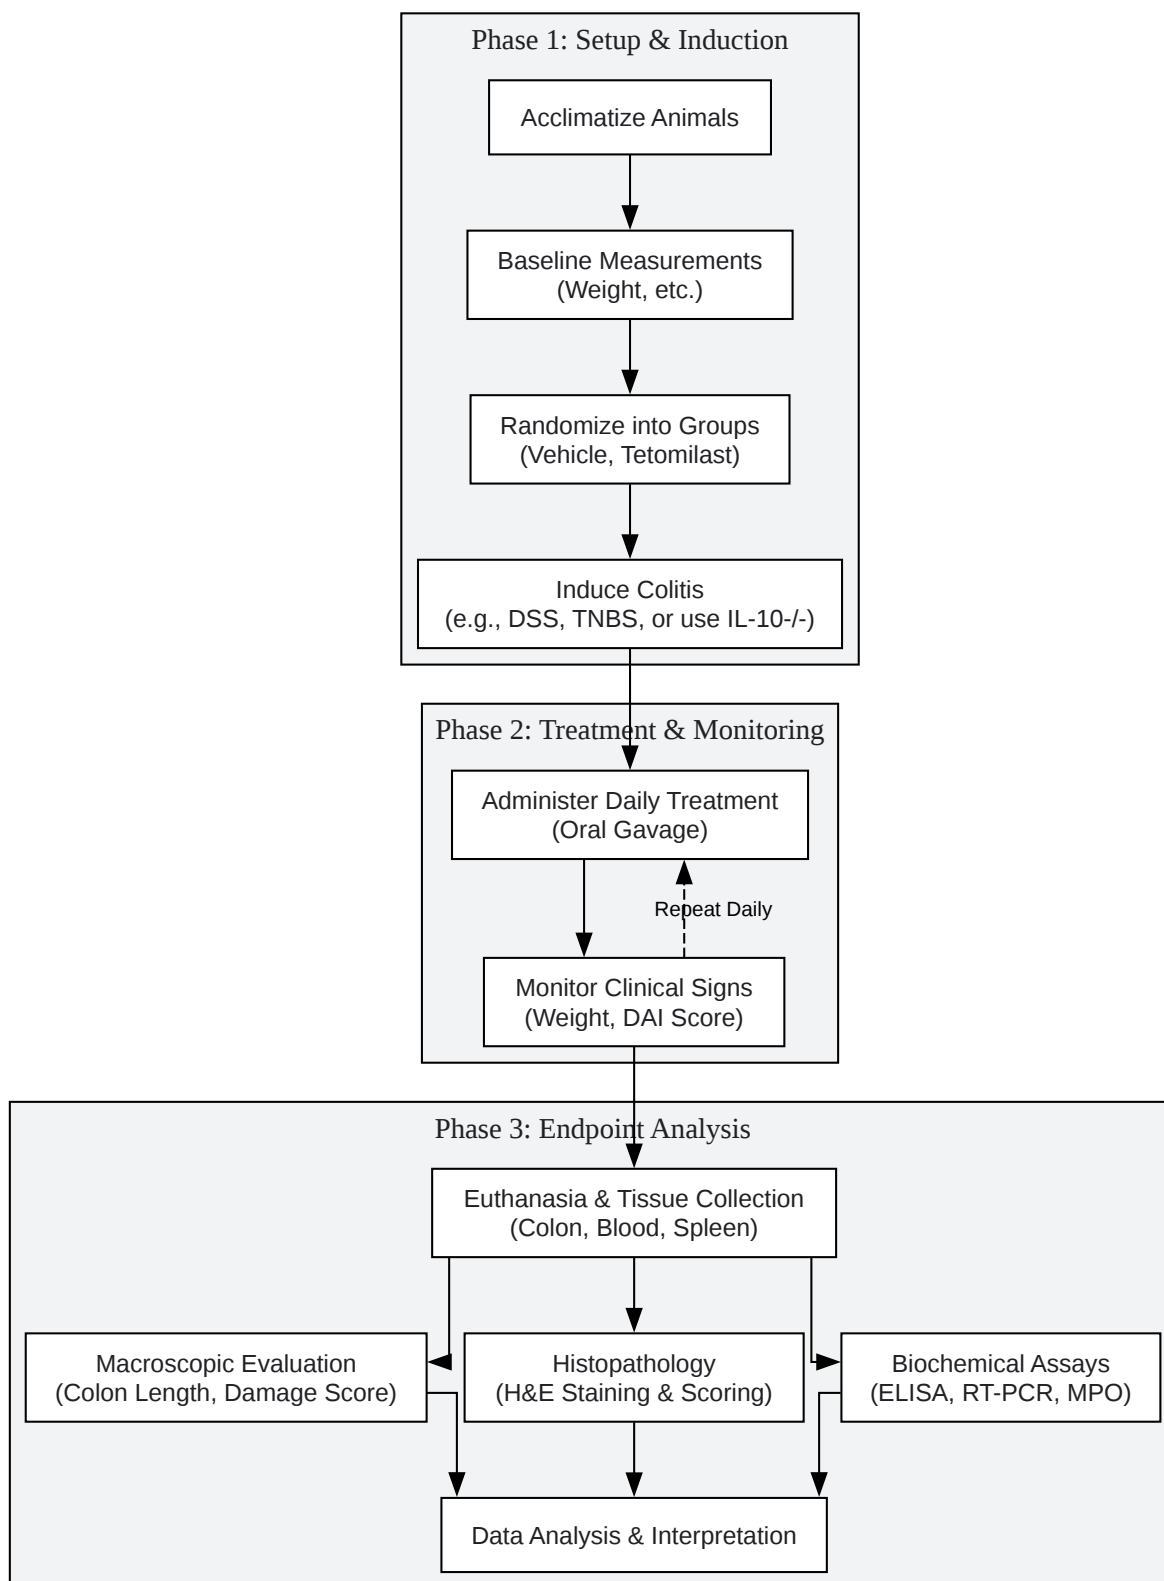 Phase 1: Setup & Induction
Acclimatize Animals
Baseline Measurements
(Weight, etc.)
Randomize into Groups
(Vehicle, Tetomilast)
Induce Colitis
(e.g., DSS, TNBS, or use IL-10-/-)
Phase 2: Treatment & Monitoring
Administer Daily Treatment
(Oral Gavage)
Repeat Daily
Monitor Clinical Signs
(Weight, DAI Score)
Phase 3: Endpoint Analysis
Euthanasia & Tissue Collection
(Colon, Blood, Spleen)
Macroscopic Evaluation
(Colon Length, Damage Score)
Histopathology
(H&E Staining & Scoring)
Biochemical Assays
(ELISA, RT-PCR, MPO)
Data Analysis & Interpretation